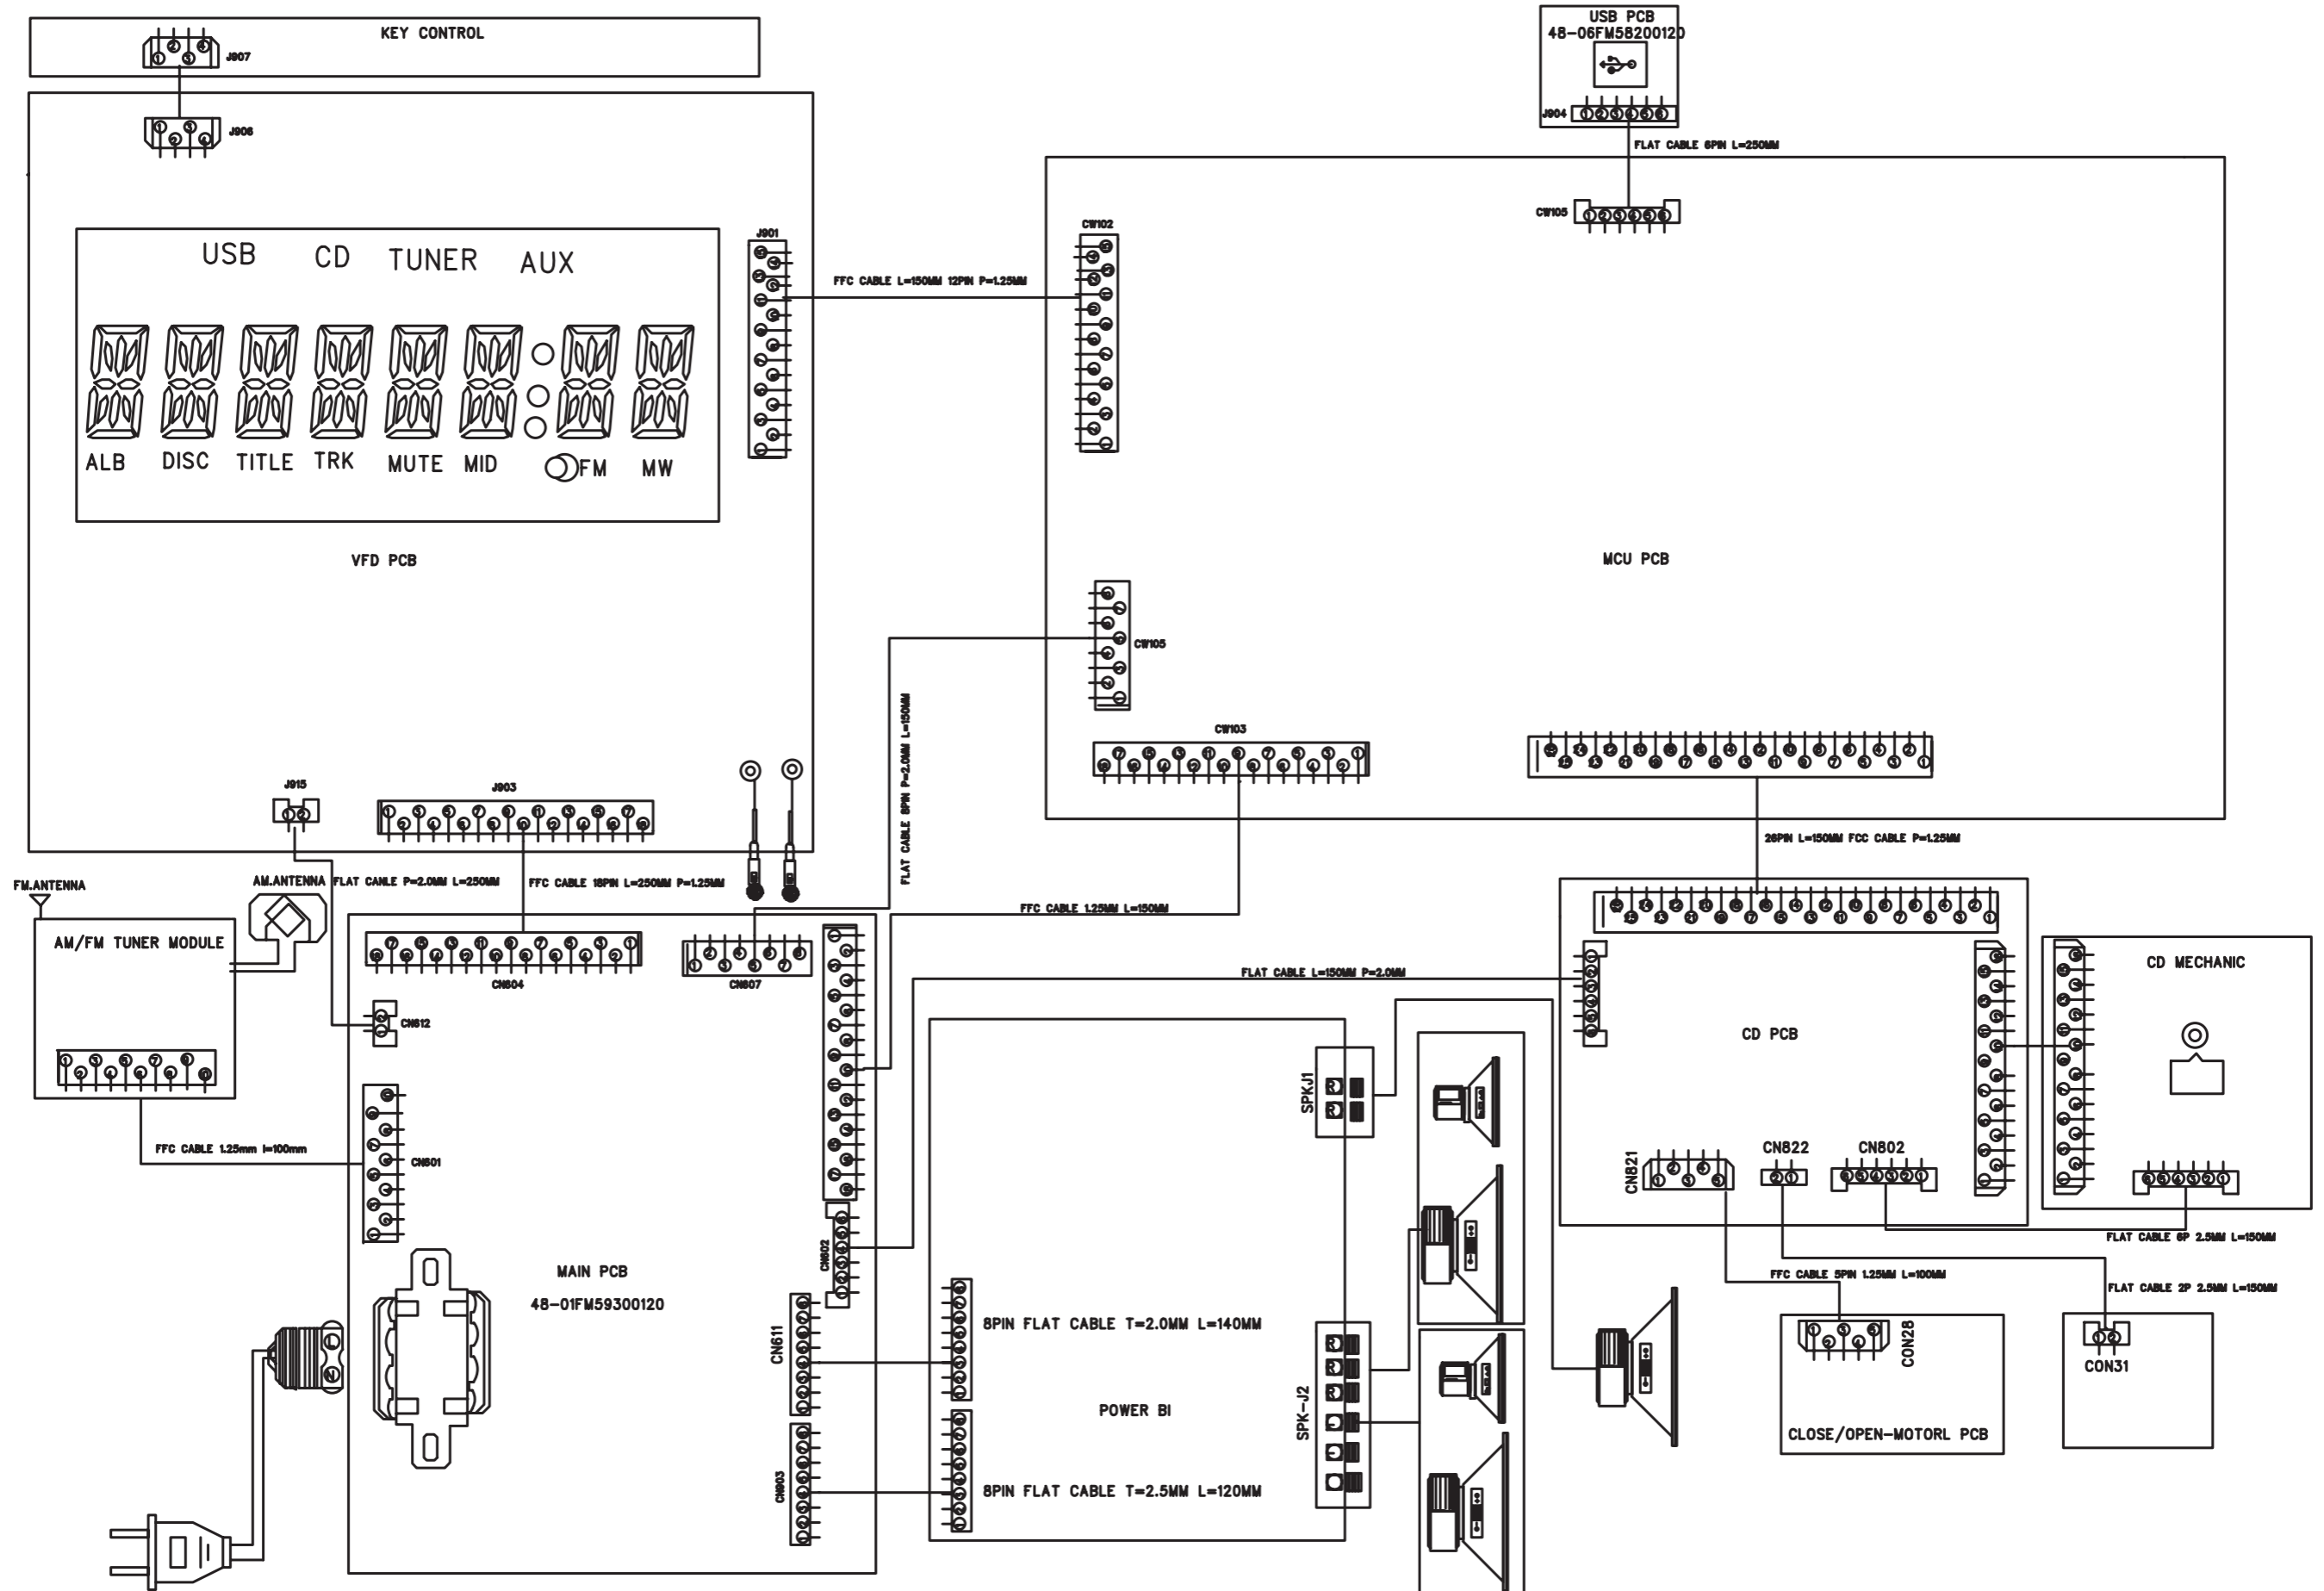 KEY CONTROL
J907
J906
USB PCB
48-06FM58200120
J904
FLAT CABLE 6PIN L=250MM
CW105
USB CD TUNER AUX
ALB DISC TITLE TRK MUTE MID FM MW
VFD PCB
J901
FFC CABLE L=150MM 12PIN P=1.25MM
CW102
MCU PCB
CW105
CW103
FLAT CABLE 8PIN P=2.0MM L=150MM
J915
J903
26PIN L=150MM FCC CABLE P=1.25MM
FM.ANTENNA
AM.ANTENNA
FLAT CANLE P=2.0MM L=250MM
FFC CABLE 18PIN L=250MM P=1.25MM
FFC CABLE 1.25MM L=150MM
AM/FM TUNER MODULE
CN604
CN607
CN612
FLAT CABLE L=150MM P=2.0MM
CD PCB
CD MECHANIC
SPKJ1
FFC CABLE 1.25mm l=100mm
CN601
CN821
CN822
CN802
FLAT CABLE 6P 2.5MM L=150MM
CN602
MAIN PCB
48-01FM59300120
FFC CABLE 5PIN 1.25MM L=100MM
FLAT CABLE 2P 2.5MM L=150MM
CN611
8PIN FLAT CABLE T=2.0MM L=140MM
POWER BI
SPK-J2
CON28
CON31
CLOSE/OPEN-MOTORL PCB
L
N
CN903
8PIN FLAT CABLE T=2.5MM L=120MM